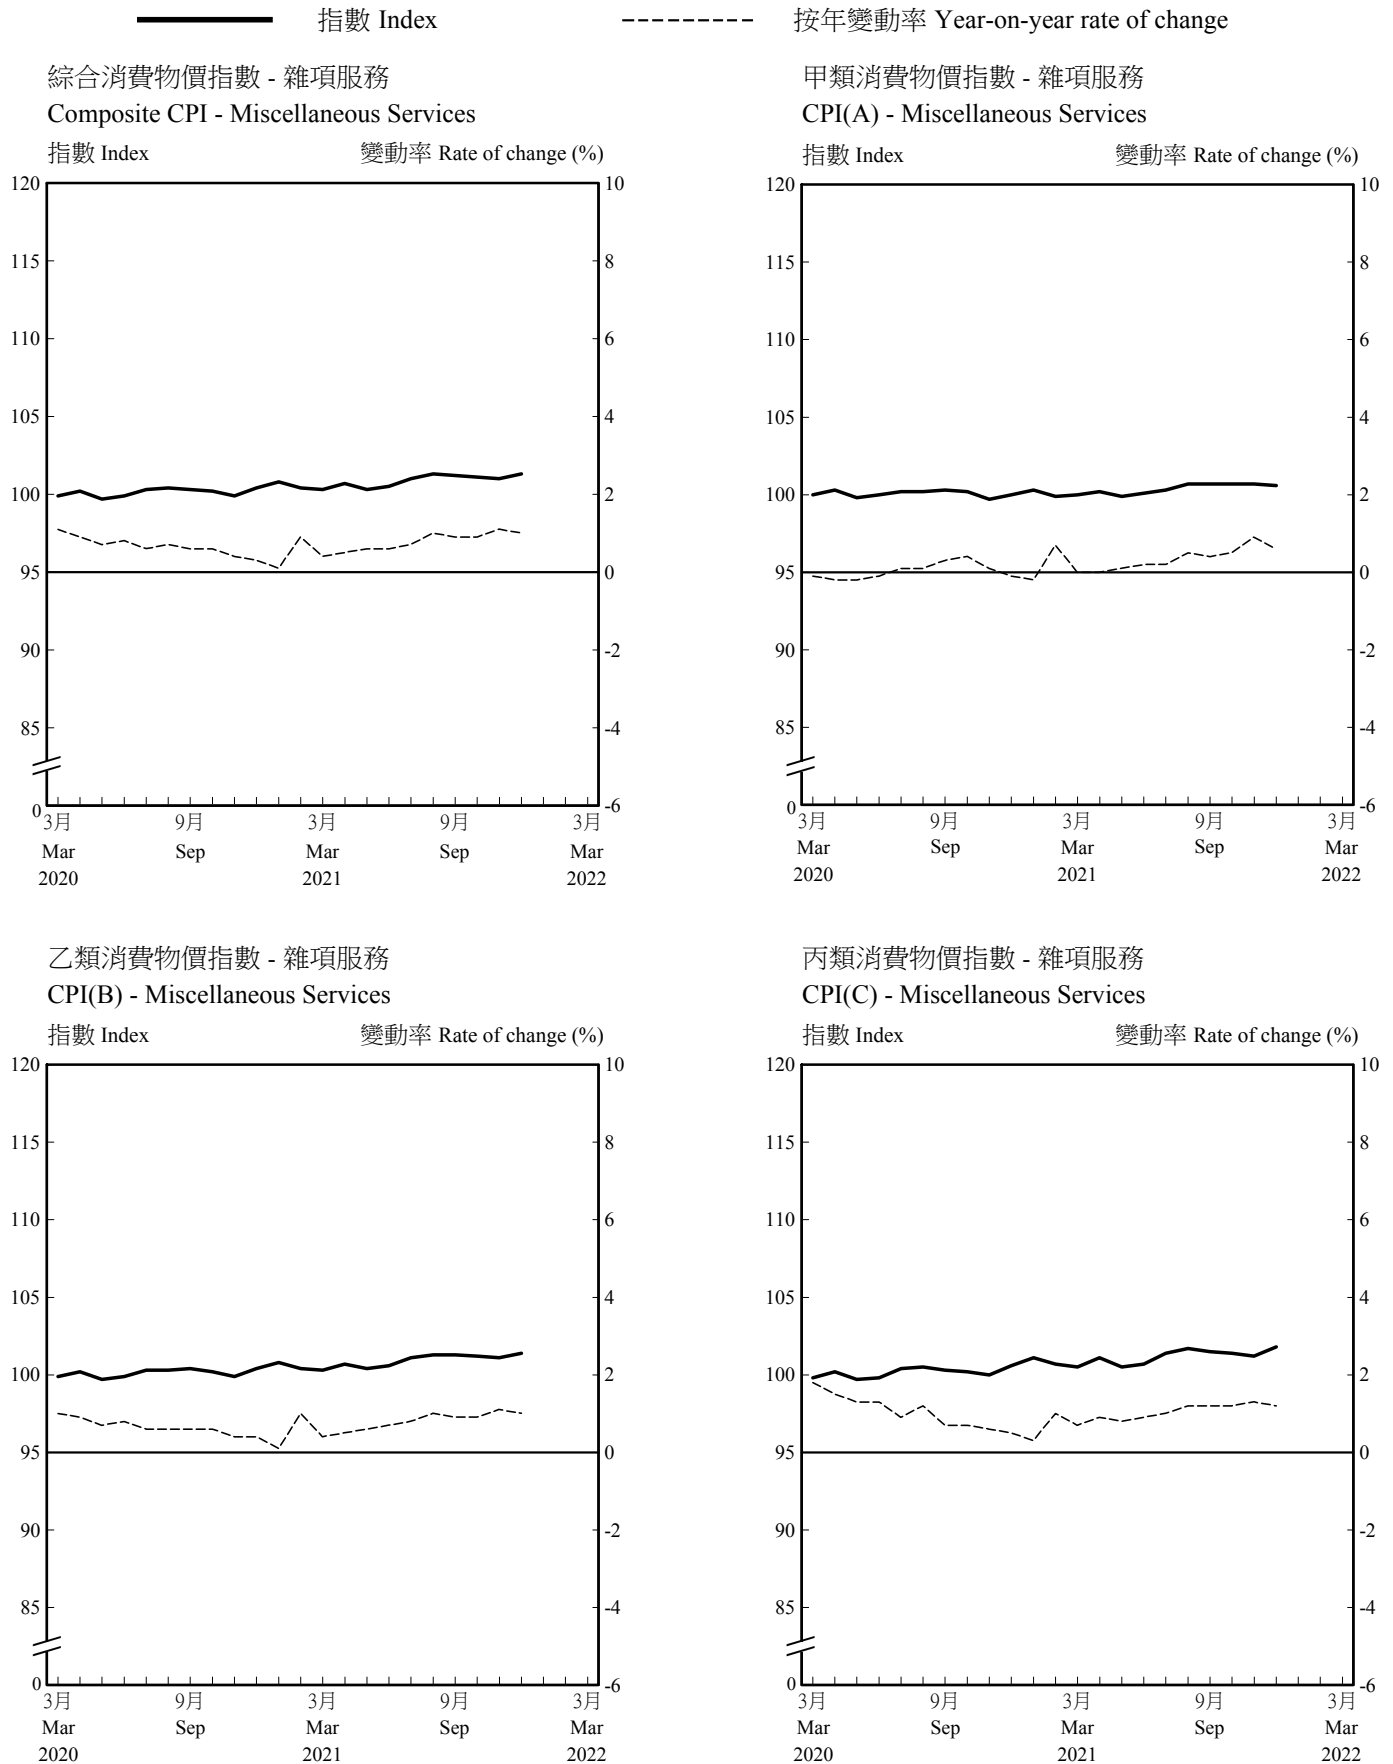 指數 Index 按年變動率 Year-on-year rate of change
綜合消費物價指數 - 雜項服務
Composite CPI - Miscellaneous Services
指數 Index 變動率 Rate of change (%)
120 10
115 8
110 6
105 4
100 2
95 0
90 -2
85 -4
0 -6
3月 9月 3月 9月 3月
Mar Sep Mar Sep Mar
2020 2021 2022
甲類消費物價指數 - 雜項服務
CPI(A) - Miscellaneous Services
指數 Index 變動率 Rate of change (%)
120 10
115 8
110 6
105 4
100 2
95 0
90 -2
85 -4
0 -6
3月 9月 3月 9月 3月
Mar Sep Mar Sep Mar
2020 2021 2022
乙類消費物價指數 - 雜項服務
CPI(B) - Miscellaneous Services
指數 Index 變動率 Rate of change (%)
120 10
115 8
110 6
105 4
100 2
95 0
90 -2
85 -4
0 -6
3月 9月 3月 9月 3月
Mar Sep Mar Sep Mar
2020 2021 2022
丙類消費物價指數 - 雜項服務
CPI(C) - Miscellaneous Services
指數 Index 變動率 Rate of change (%)
120 10
115 8
110 6
105 4
100 2
95 0
90 -2
85 -4
0 -6
3月 9月 3月 9月 3月
Mar Sep Mar Sep Mar
2020 2021 2022